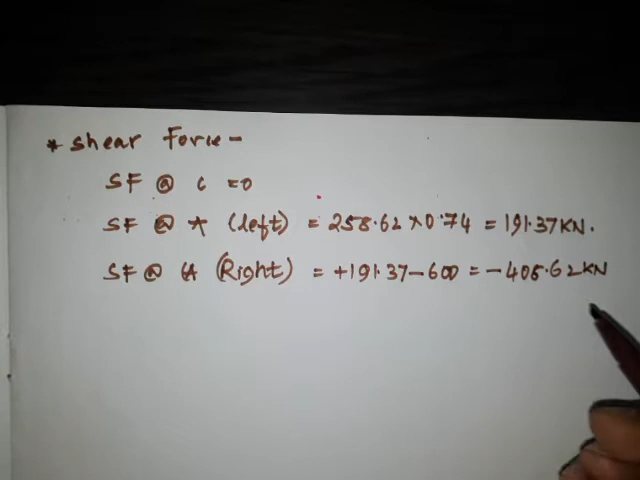 * Shear Force -
SF @ C = 0
SF @ A (left) = 258.62 x 0.74 = 191.37 KN.
SF @ A (Right) = +191.37 - 600 = -408.62 KN